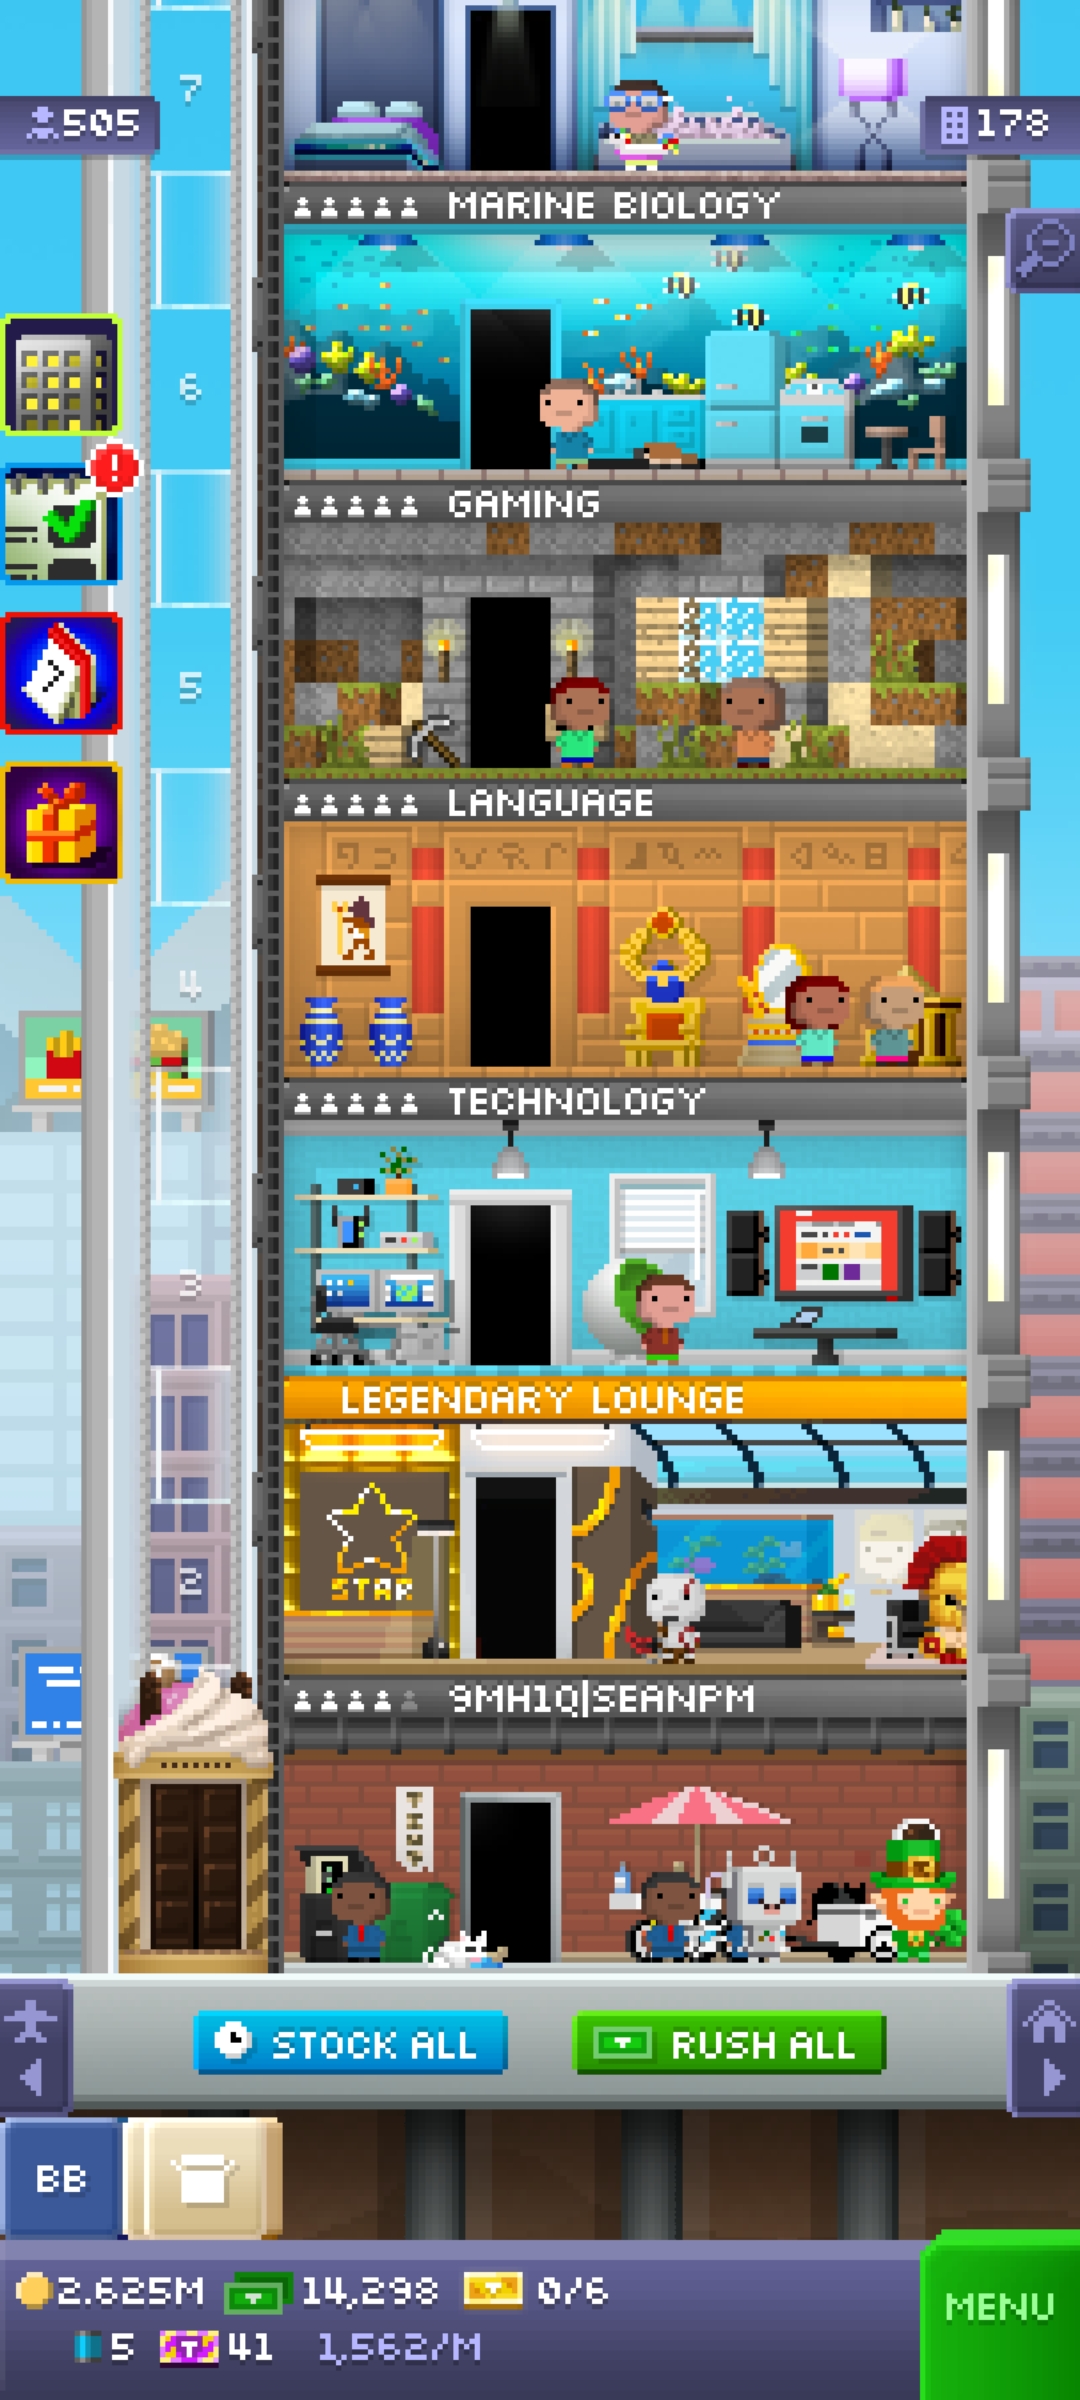 7
505
178
MARINE BIOLOGY
6
GAMING
5
LANGUAGE
4
TECHNOLOGY
3
LEGENDARY LOUNGE
STAR
2
9MH1Q|SEANPM
STOCK ALL
RUSH ALL
BB
2.625M
14,298
0/6
MENU
5
T
41
1,562/M